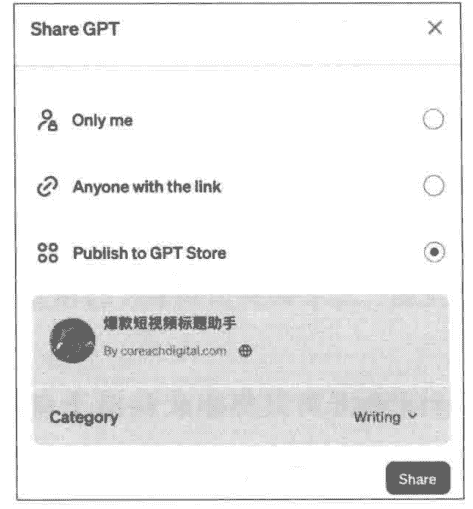 Share GPT
Only me
Anyone with the link
Publish to GPT Store
爆款短视频标题助手
By coreachdigital.com
Category
Writing
Share